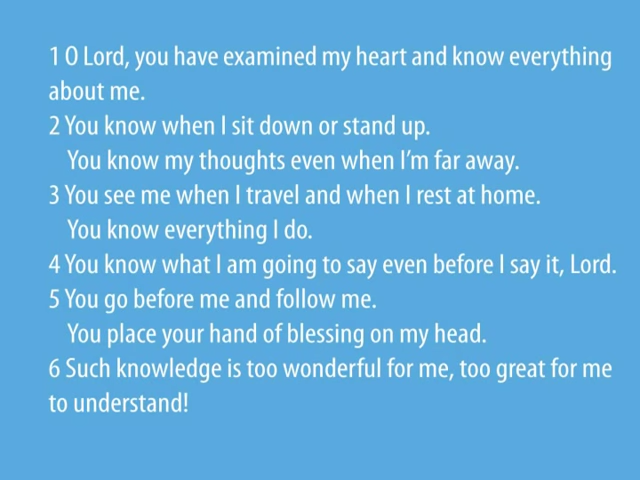 1 O Lord, you have examined my heart and know everything
about me.
2 You know when I sit down or stand up.
You know my thoughts even when I’m far away.
3 You see me when I travel and when I rest at home.
You know everything I do.
4 You know what I am going to say even before I say it, Lord.
5 You go before me and follow me.
You place your hand of blessing on my head.
6 Such knowledge is too wonderful for me, too great for me
to understand!